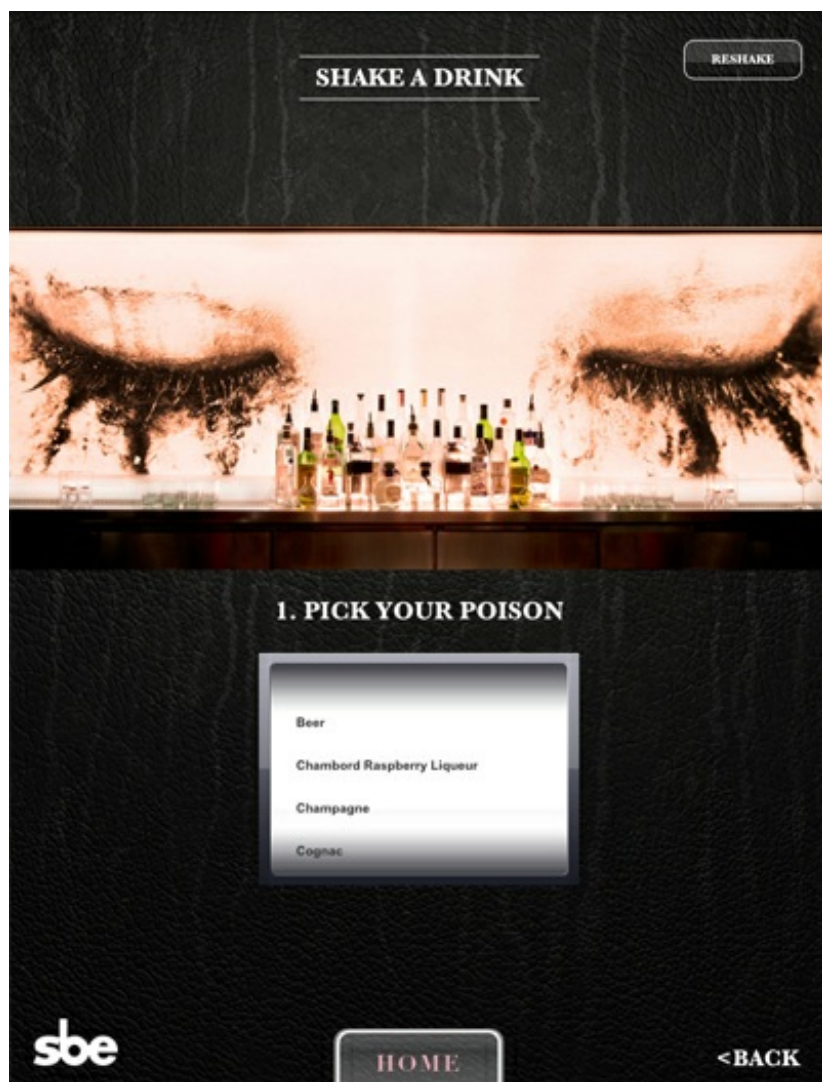 SHAKE A DRINK
RESHAKE
1. PICK YOUR POISON
Beer
Chambord Raspberry Liqueur
Champagne
Cognac
sbe
HOME
<BACK